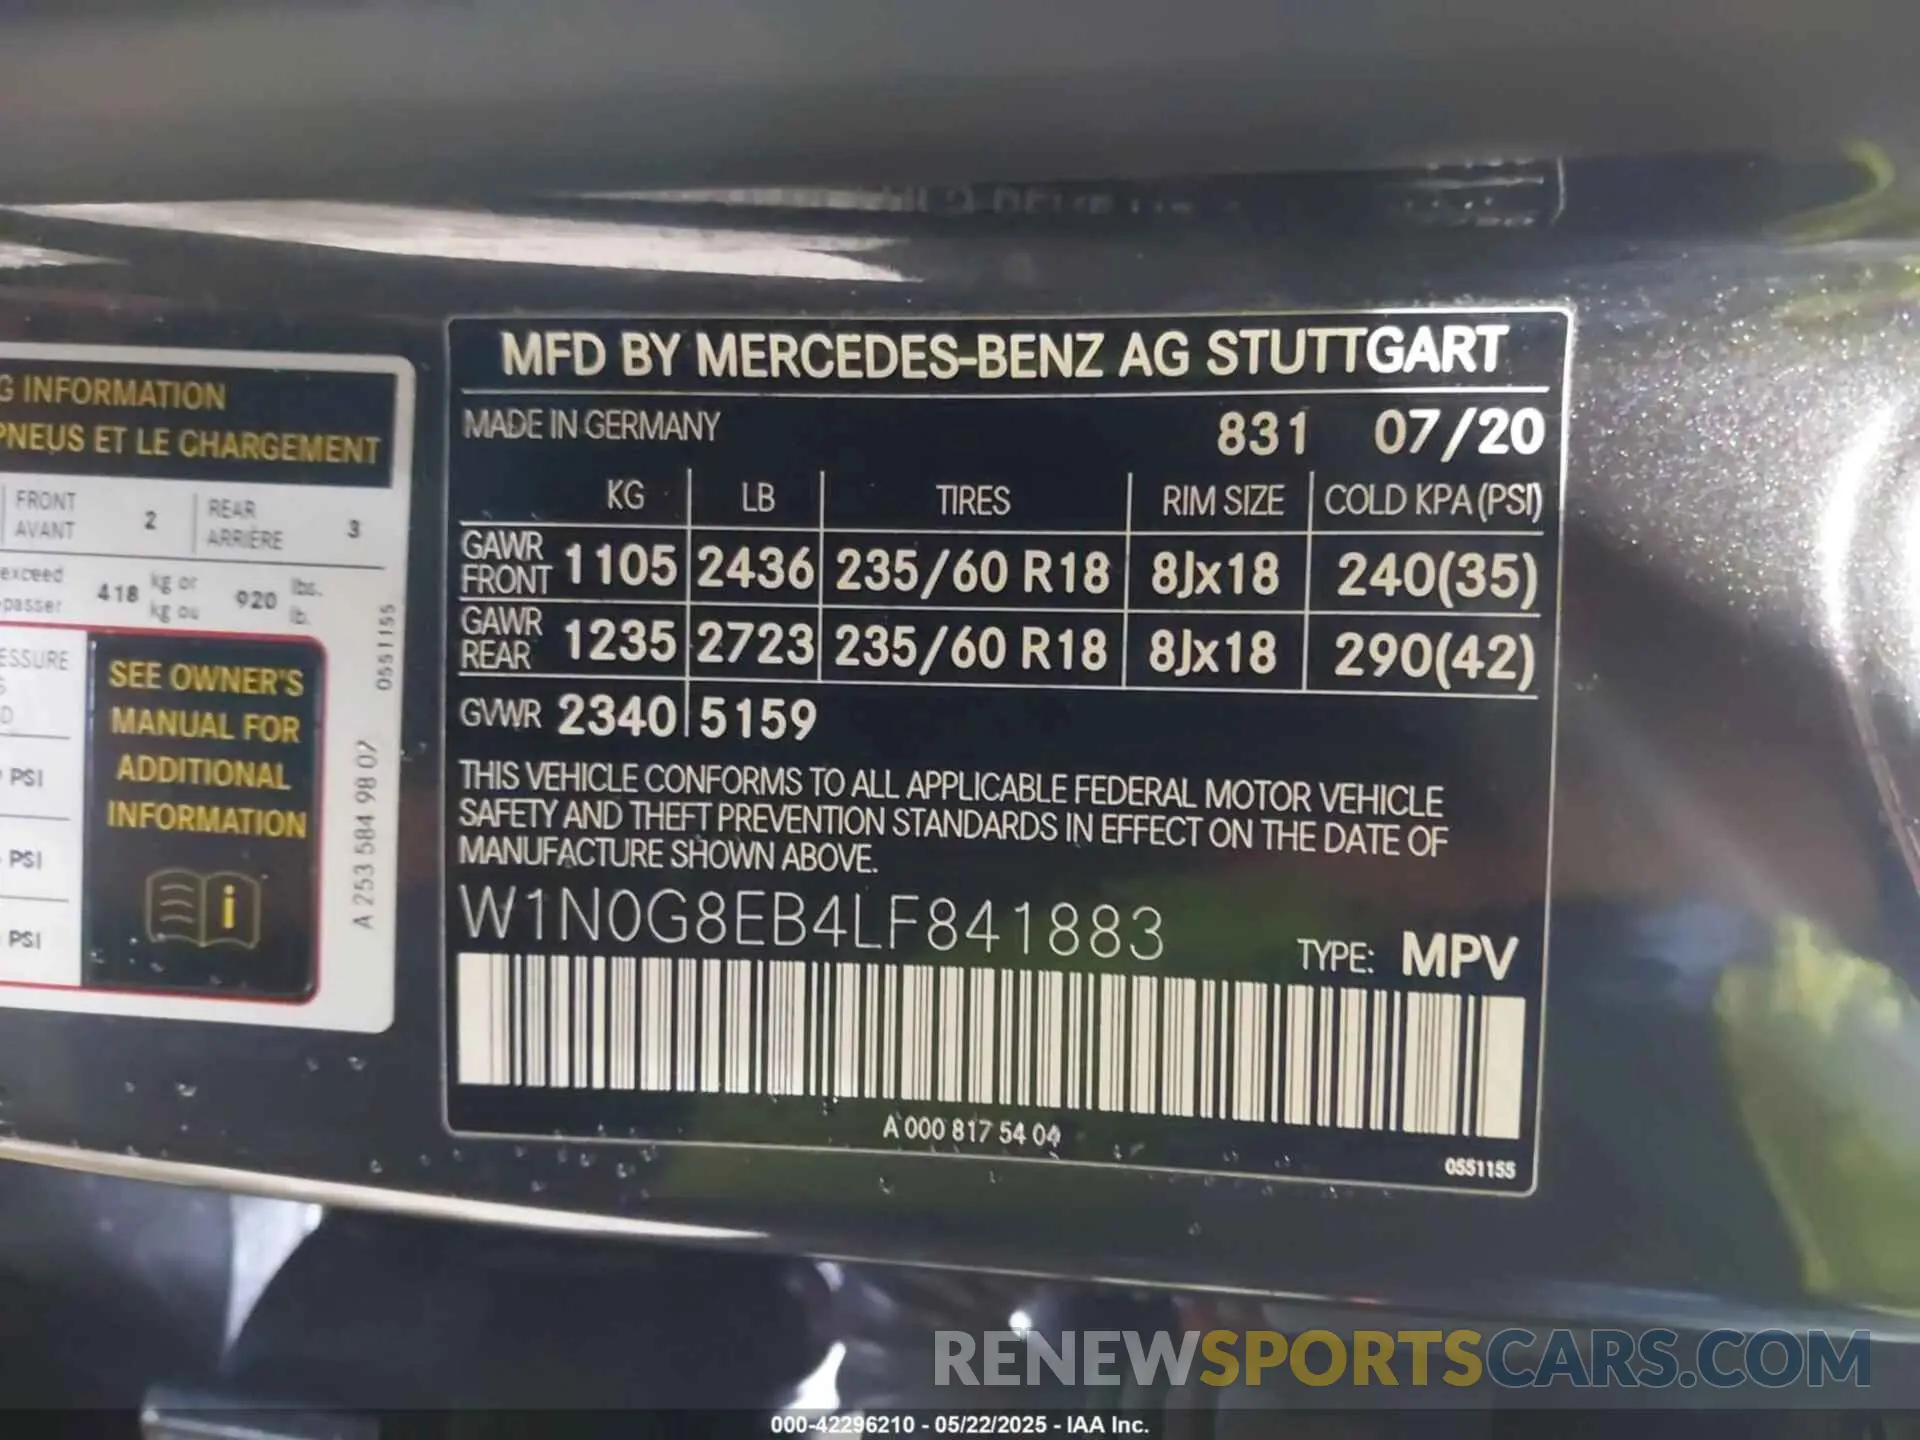 G INFORMATION
PNEUS ET LE CHARGEMENT
FRONT
AVANT
2
REAR
ARRIÈRE
3
exceed
passer
418
kg or
kg ou
920
lbs.
lb.
ESSURE
SEE OWNER'S
MANUAL FOR
ADDITIONAL
INFORMATION
PSI
PSI
PSI
0551155
A 253 584 98 07
MFD BY MERCEDES-BENZ AG STUTTGART
MADE IN GERMANY 831 07/20
KG LB TIRES RIM SIZE COLD KPA (PSI)
GAWR FRONT 1105 2436 235/60 R18 8Jx18 240(35)
GAWR REAR 1235 2723 235/60 R18 8Jx18 290(42)
GVWR 2340 5159
THIS VEHICLE CONFORMS TO ALL APPLICABLE FEDERAL MOTOR VEHICLE
SAFETY AND THEFT PREVENTION STANDARDS IN EFFECT ON THE DATE OF
MANUFACTURE SHOWN ABOVE.
W1N0G8EB4LF841883 TYPE: MPV
A 000 817 54 04
0551155
RENEWSPORTSCARS.COM
000-42296210 - 05/22/2025 - IAA Inc.